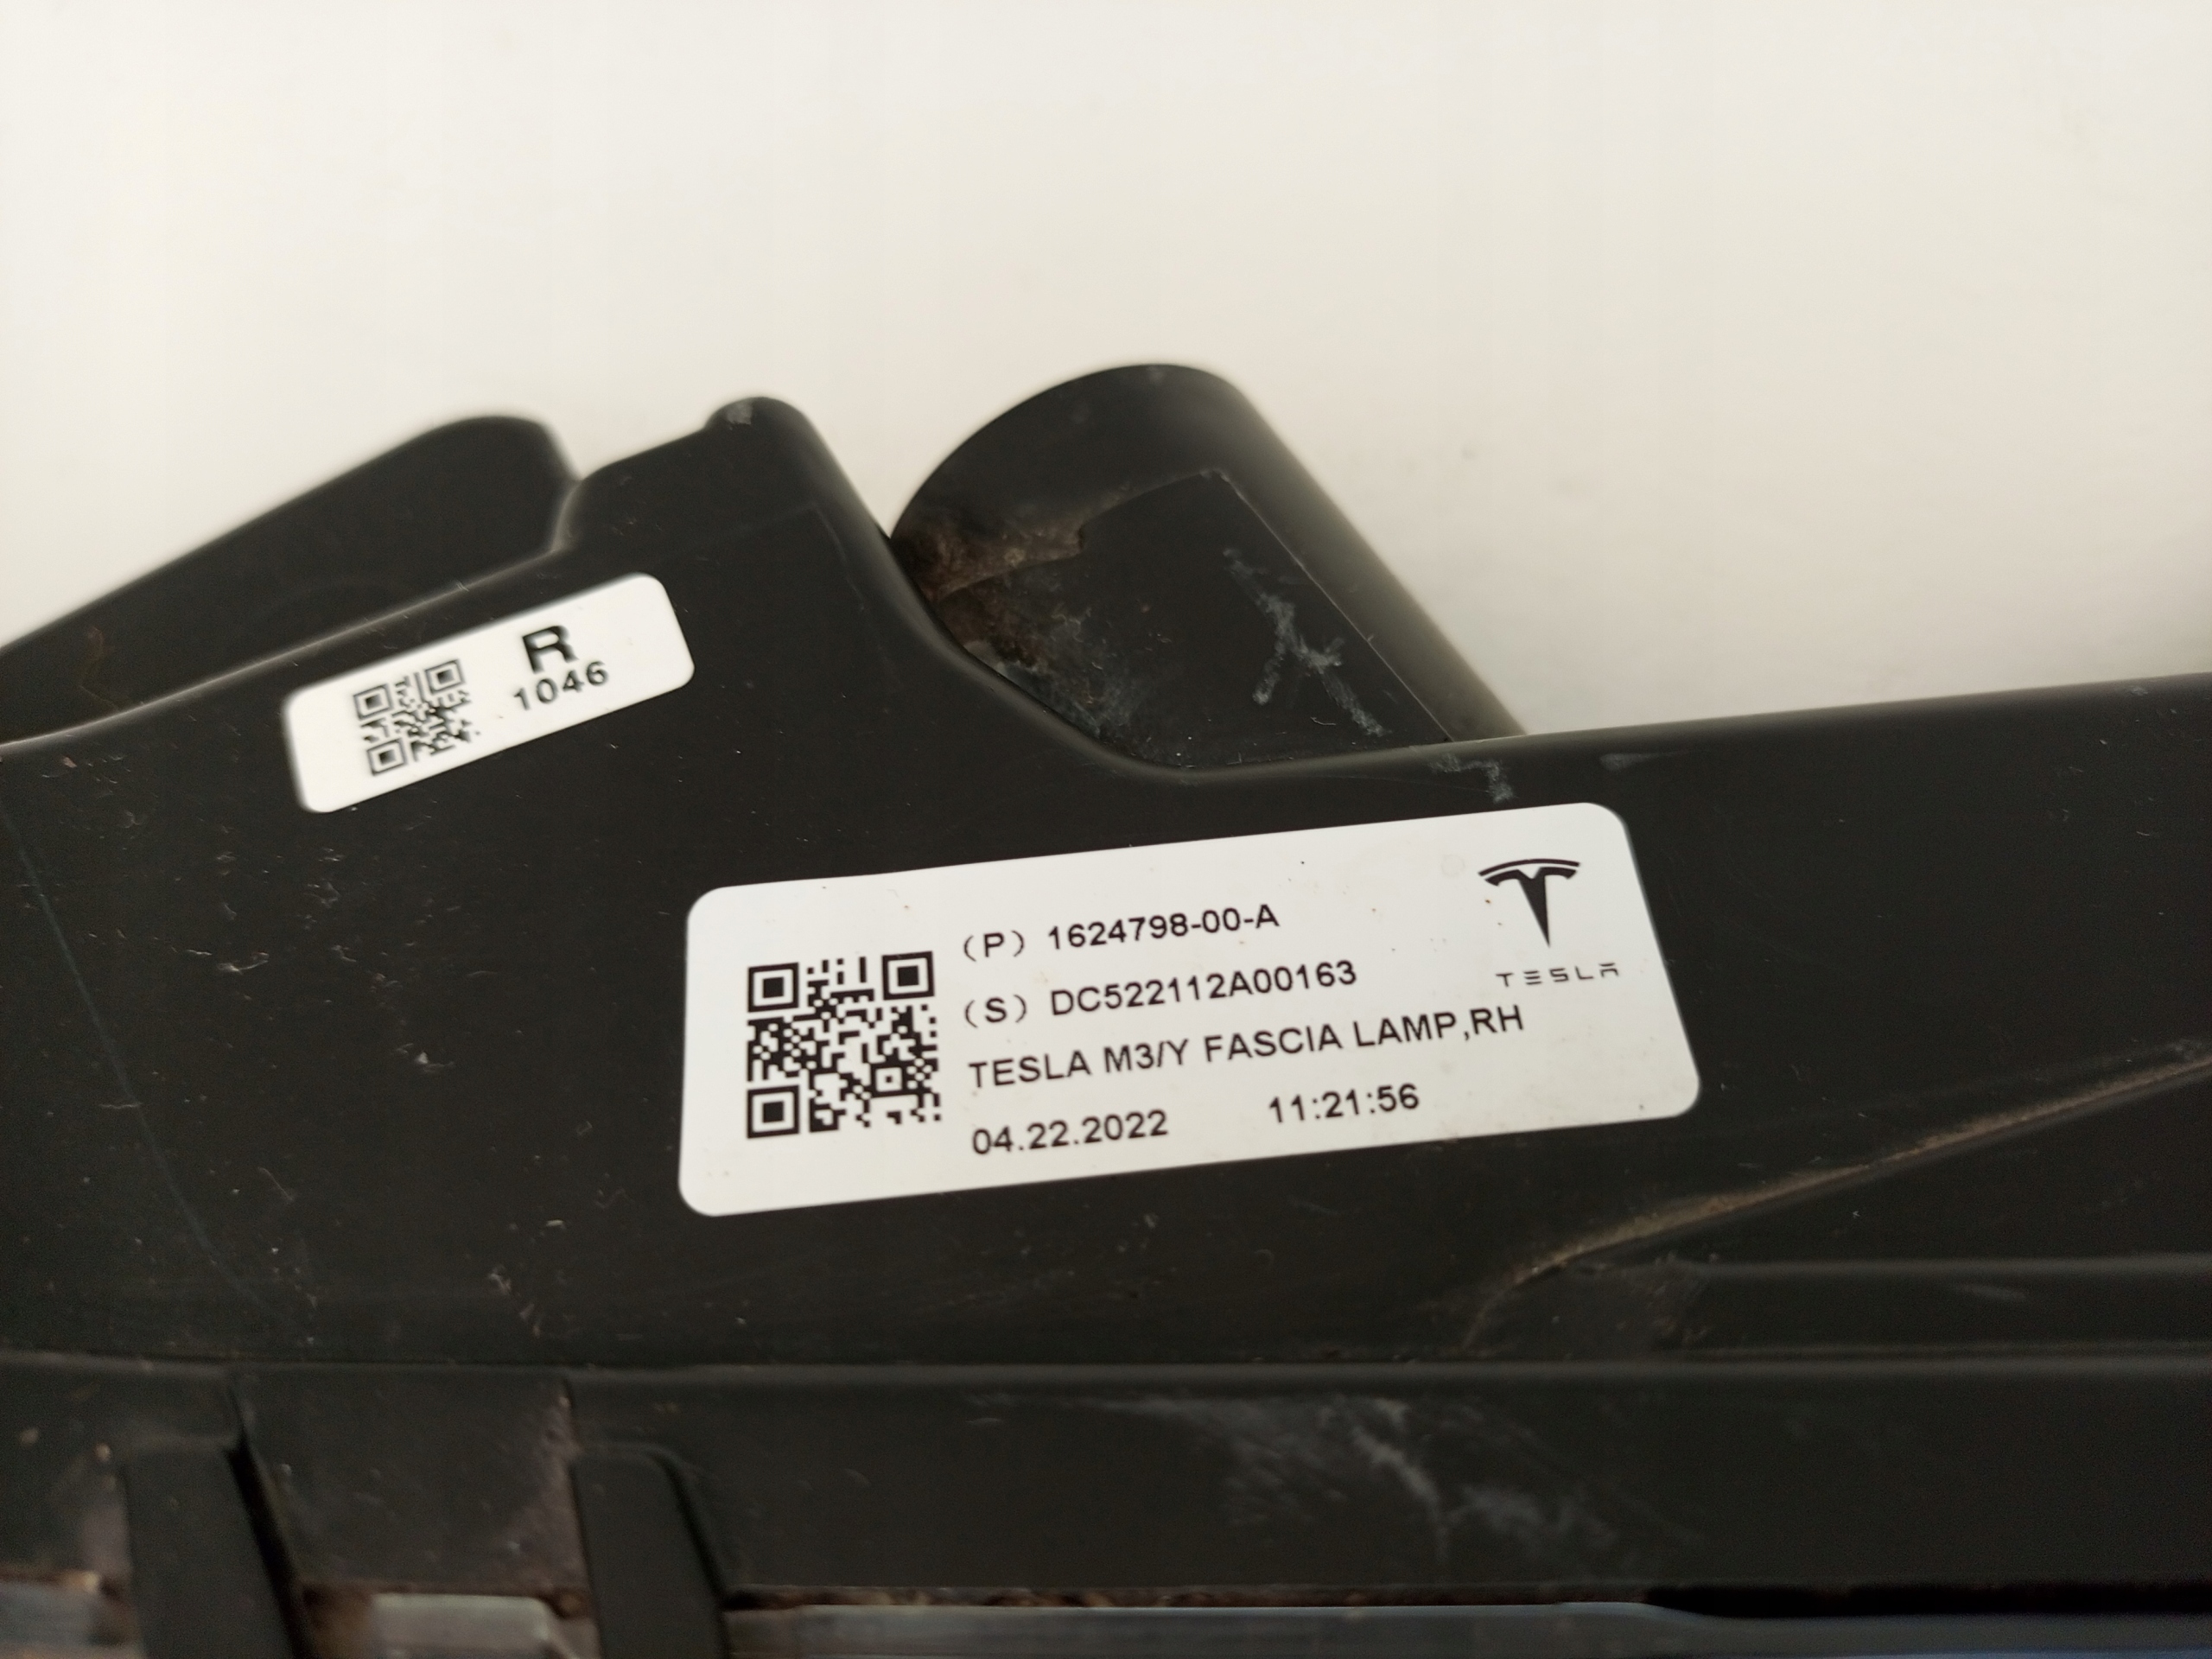 R
1046
(P) 1624798-00-A
(S) DC522112A00163
TESLA
TESLA M3/Y FASCIA LAMP,RH
04.22.2022 11:21:56